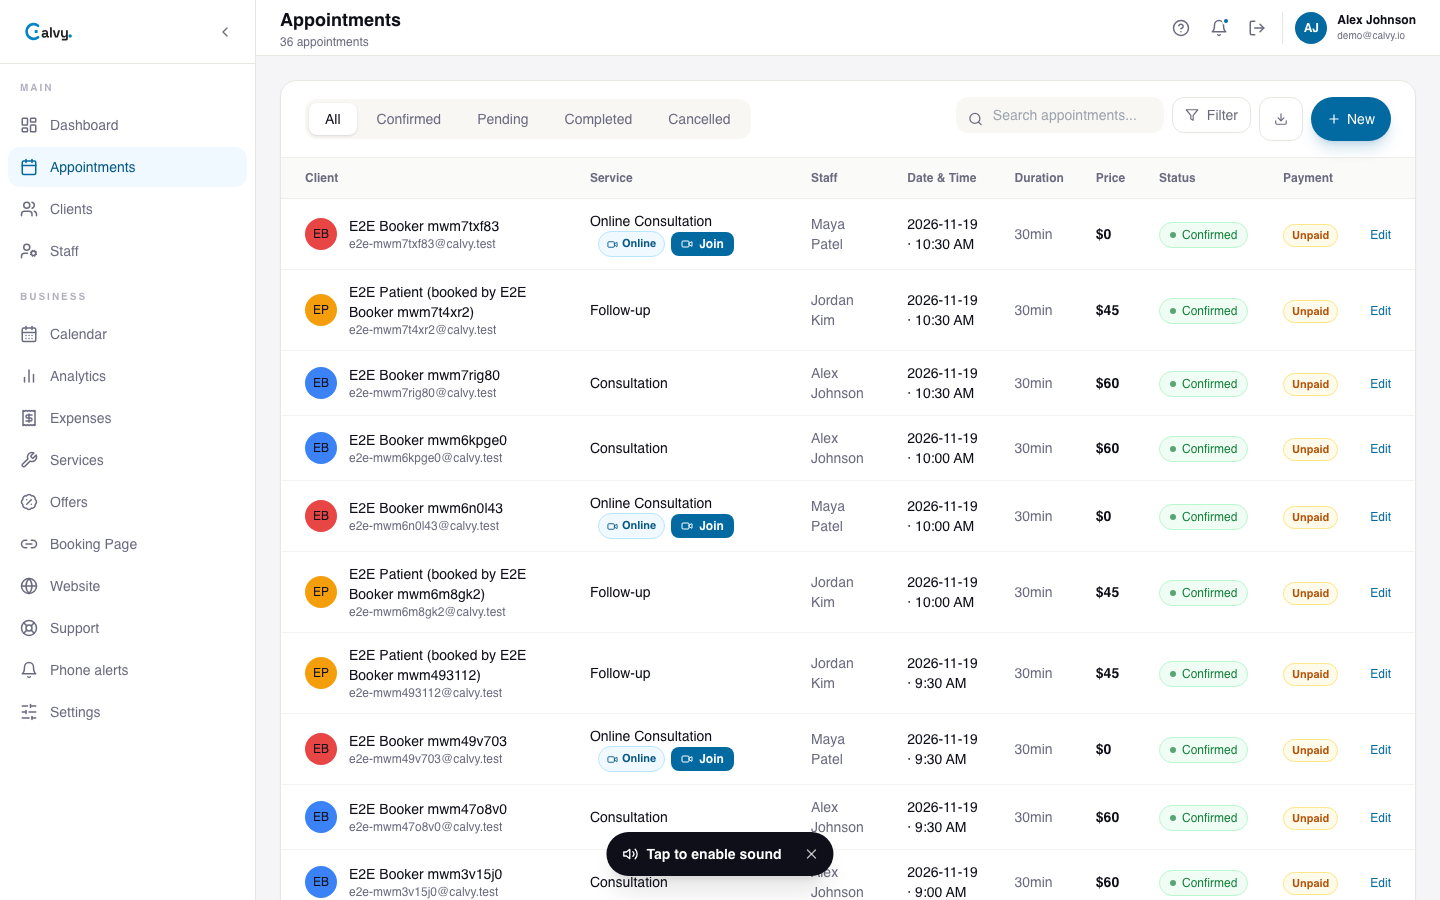 Calvy.
MAIN
Dashboard
Appointments
Clients
Staff
BUSINESS
Calendar
Analytics
Expenses
Services
Offers
Booking Page
Website
Support
Phone alerts
Settings
Appointments
36 appointments
AJ
Alex Johnson
demo@calvy.io
All Confirmed Pending Completed Cancelled
Search appointments...
Filter
New
Client Service Staff Date & Time Duration Price Status Payment
EB
E2E Booker mwm7txf83
e2e-mwm7txf83@calvy.test
Online Consultation
Online Join
Maya
Patel
2026-11-19
· 10:30 AM
30min $0 Confirmed Unpaid Edit
EP
E2E Patient (booked by E2E
Booker mwm7t4xr2)
e2e-mwm7t4xr2@calvy.test
Follow-up
Jordan
Kim
2026-11-19
· 10:30 AM
30min $45 Confirmed Unpaid Edit
EB
E2E Booker mwm7rig80
e2e-mwm7rig80@calvy.test
Consultation
Alex
Johnson
2026-11-19
· 10:30 AM
30min $60 Confirmed Unpaid Edit
EB
E2E Booker mwm6kpge0
e2e-mwm6kpge0@calvy.test
Consultation
Alex
Johnson
2026-11-19
· 10:00 AM
30min $60 Confirmed Unpaid Edit
EB
E2E Booker mwm6n0l43
e2e-mwm6n0l43@calvy.test
Online Consultation
Online Join
Maya
Patel
2026-11-19
· 10:00 AM
30min $0 Confirmed Unpaid Edit
EP
E2E Patient (booked by E2E
Booker mwm6m8gk2)
e2e-mwm6m8gk2@calvy.test
Follow-up
Jordan
Kim
2026-11-19
· 10:00 AM
30min $45 Confirmed Unpaid Edit
EP
E2E Patient (booked by E2E
Booker mwm493112)
e2e-mwm493112@calvy.test
Follow-up
Jordan
Kim
2026-11-19
· 9:30 AM
30min $45 Confirmed Unpaid Edit
EB
E2E Booker mwm49v703
e2e-mwm49v703@calvy.test
Online Consultation
Online Join
Maya
Patel
2026-11-19
· 9:30 AM
30min $0 Confirmed Unpaid Edit
EB
E2E Booker mwm47o8v0
e2e-mwm47o8v0@calvy.test
Consultation
Alex
Johnson
2026-11-19
· 9:30 AM
30min $60 Confirmed Unpaid Edit
EB
E2E Booker mwm3v15j0
e2e-mwm3v15j0@calvy.test
Consultation
Alex
Johnson
2026-11-19
· 9:00 AM
30min $60 Confirmed Unpaid Edit
Tap to enable sound